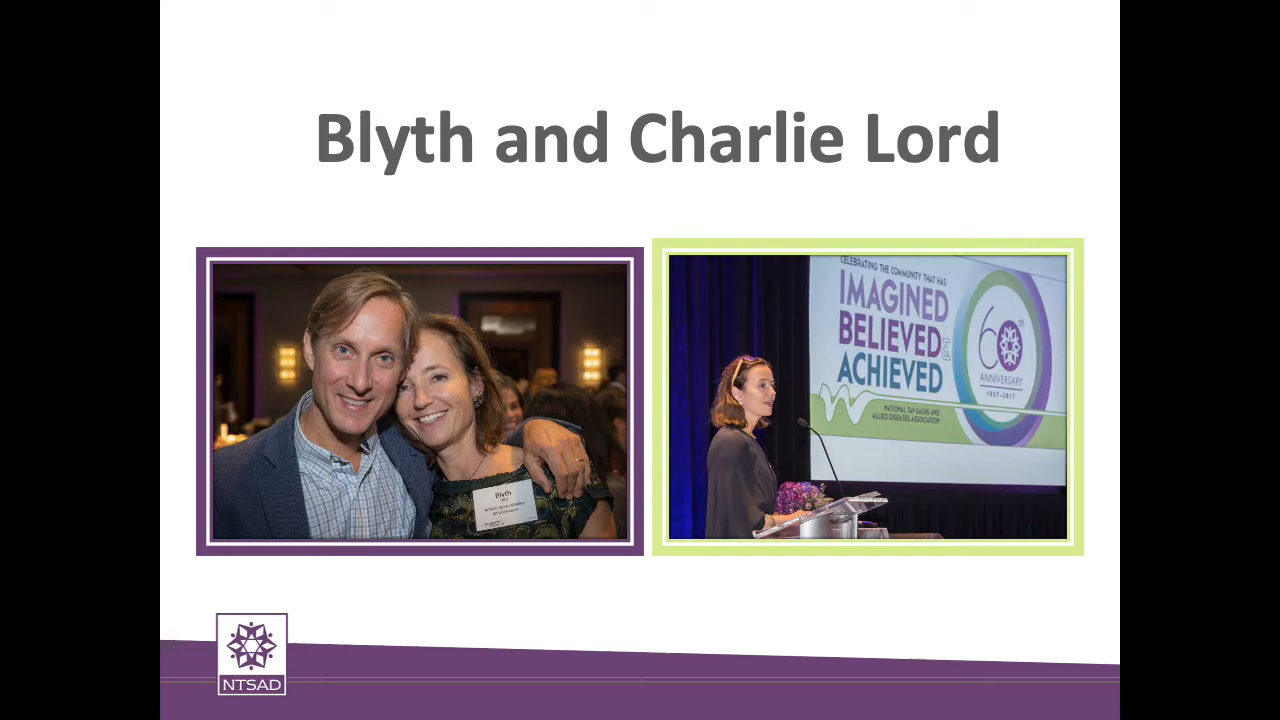 Blyth and Charlie Lord
Blyth
CELEBRATING THE COMMUNITY THAT HAS
IMAGINED
BELIEVED &
ACHIEVED
60th
ANNIVERSARY
1957-2017
NATIONAL TAY-SACHS AND
ALLIED DISEASES ASSOCIATION
NTSAD